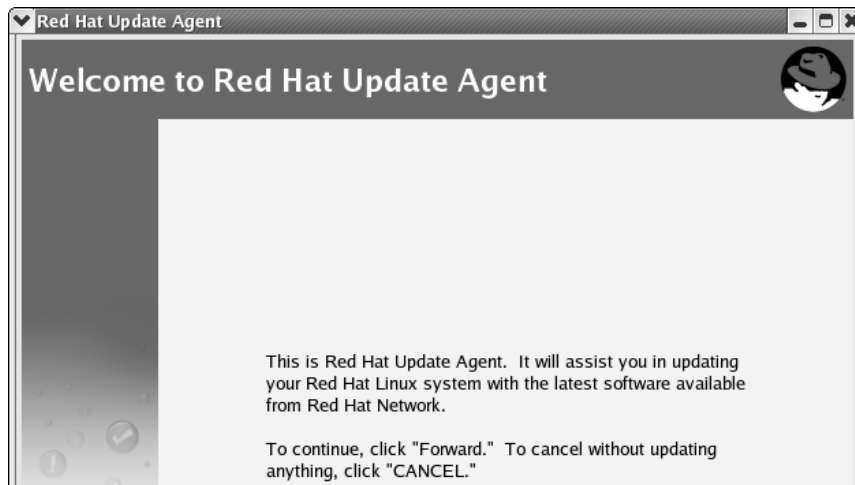 Red Hat Update Agent
Welcome to Red Hat Update Agent
This is Red Hat Update Agent.  It will assist you in updating
your Red Hat Linux system with the latest software available
from Red Hat Network.
To continue, click "Forward."  To cancel without updating
anything, click "CANCEL."